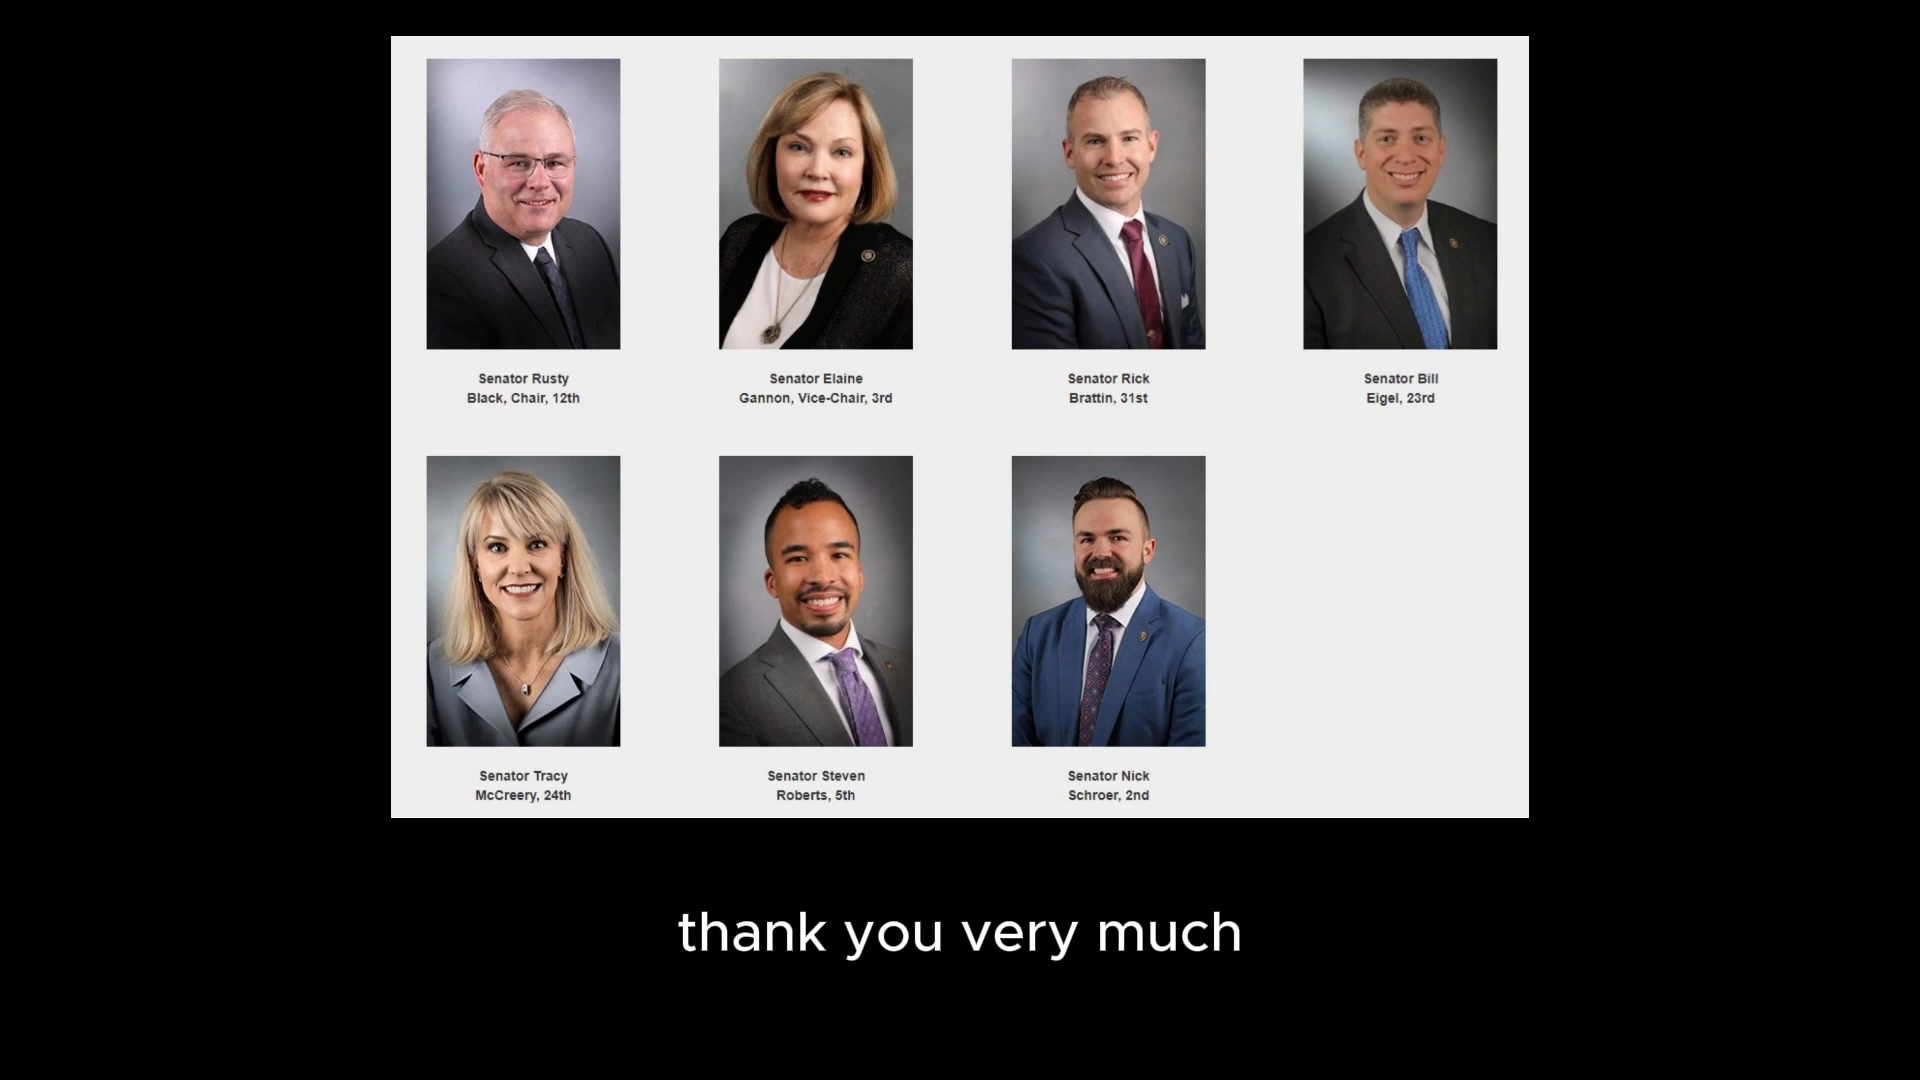 Senator Rusty
Black, Chair, 12th
Senator Elaine
Gannon, Vice-Chair, 3rd
Senator Rick
Brattin, 31st
Senator Bill
Eigel, 23rd
Senator Tracy
McCreery, 24th
Senator Steven
Roberts, 5th
Senator Nick
Schroer, 2nd
thank you very much